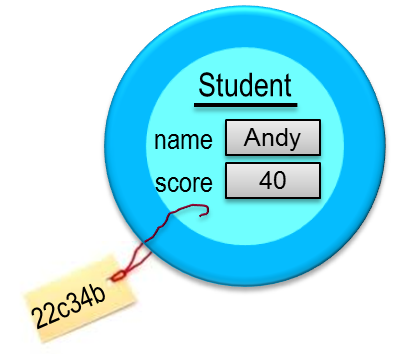 Student
name Andy
score 40
22c34b